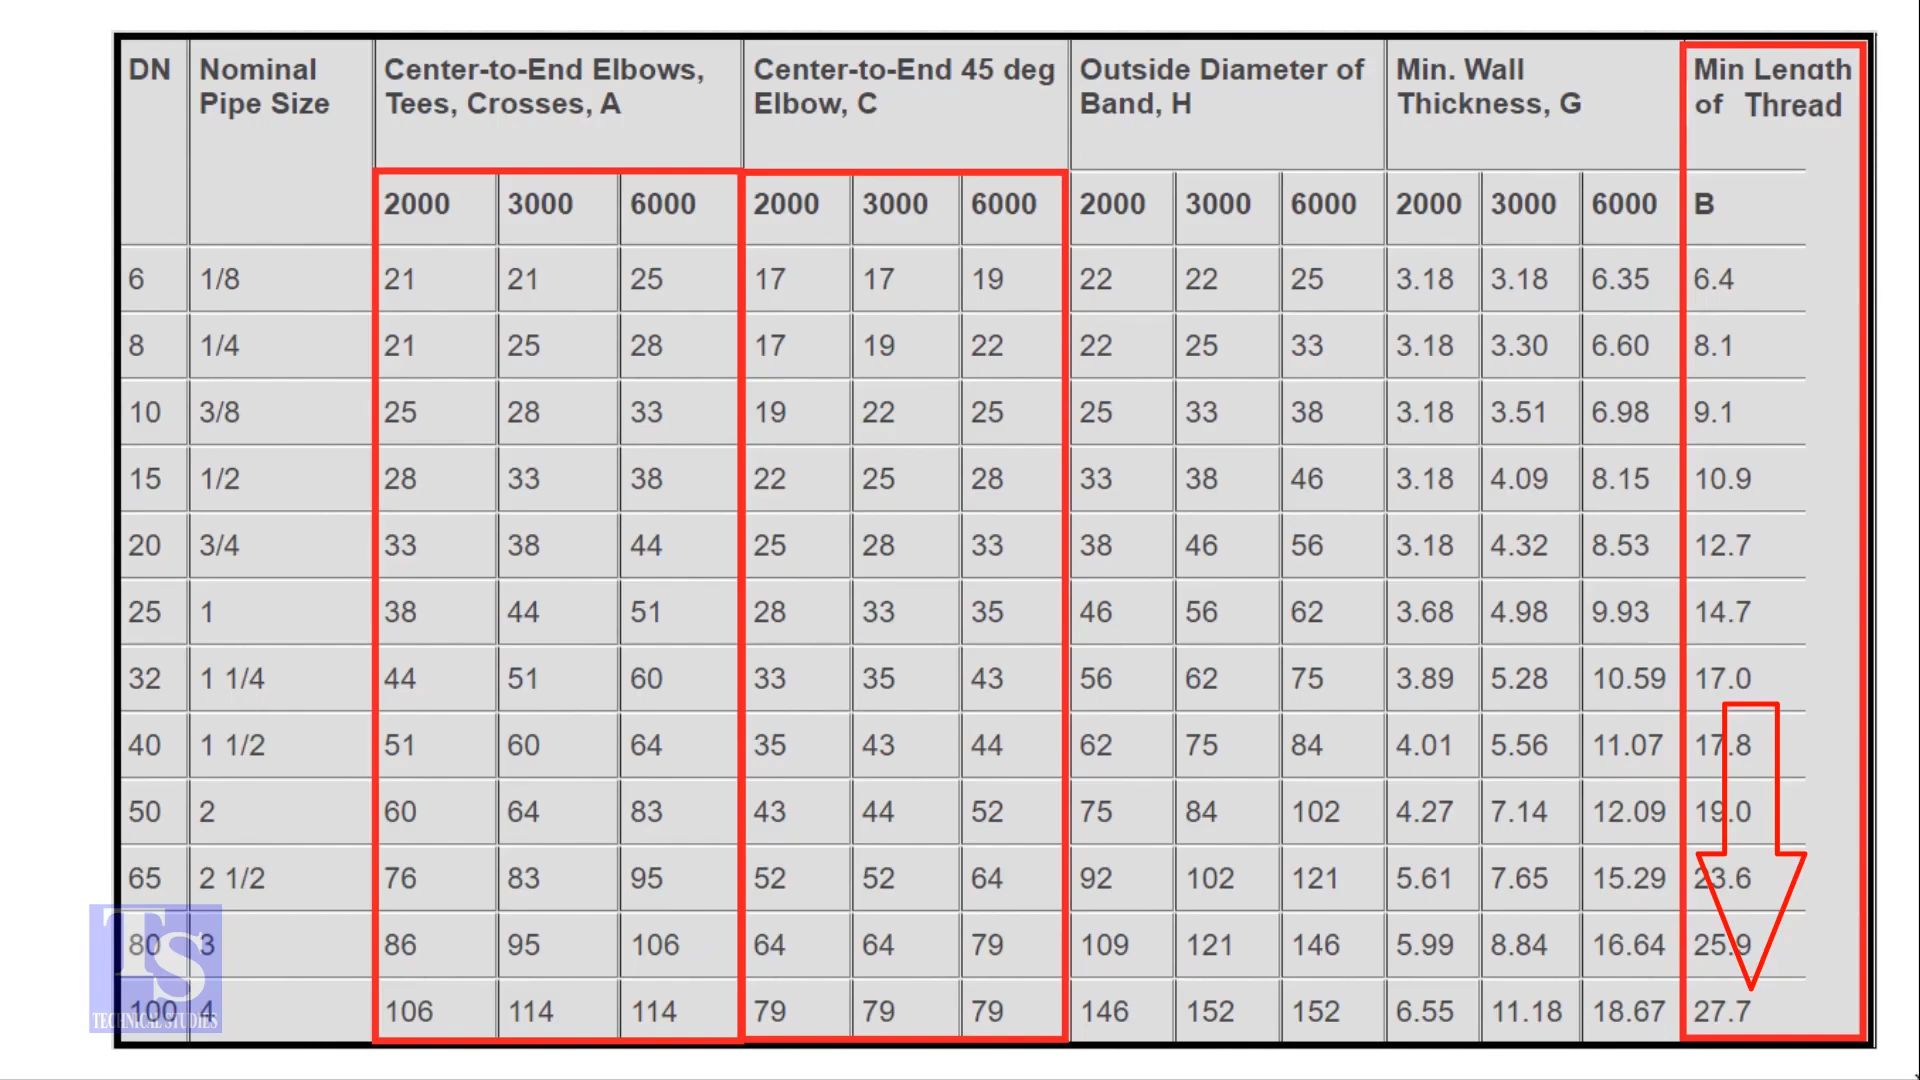 DN Nominal Pipe Size Center-to-End Elbows, Tees, Crosses, A Center-to-End 45 deg Elbow, C Outside Diameter of Band, H Min. Wall Thickness, G Min Length of Thread
2000 3000 6000 2000 3000 6000 2000 3000 6000 2000 3000 6000 B
6 1/8 21 21 25 17 17 19 22 22 25 3.18 3.18 6.35 6.4
8 1/4 21 25 28 17 19 22 22 25 33 3.18 3.30 6.60 8.1
10 3/8 25 28 33 19 22 25 25 33 38 3.18 3.51 6.98 9.1
15 1/2 28 33 38 22 25 28 33 38 46 3.18 4.09 8.15 10.9
20 3/4 33 38 44 25 28 33 38 46 56 3.18 4.32 8.53 12.7
25 1 38 44 51 28 33 35 46 56 62 3.68 4.98 9.93 14.7
32 1 1/4 44 51 60 33 35 43 56 62 75 3.89 5.28 10.59 17.0
40 1 1/2 51 60 64 35 43 44 62 75 84 4.01 5.56 11.07 17.8
50 2 60 64 83 43 44 52 75 84 102 4.27 7.14 12.09 19.0
65 2 1/2 76 83 95 52 52 64 92 102 121 5.61 7.65 15.29 23.6
80 3 86 95 106 64 64 79 109 121 146 5.99 8.84 16.64 25.9
100 4 106 114 114 79 79 79 146 152 152 6.55 11.18 18.67 27.7
TS
TECHNICAL STUDIES